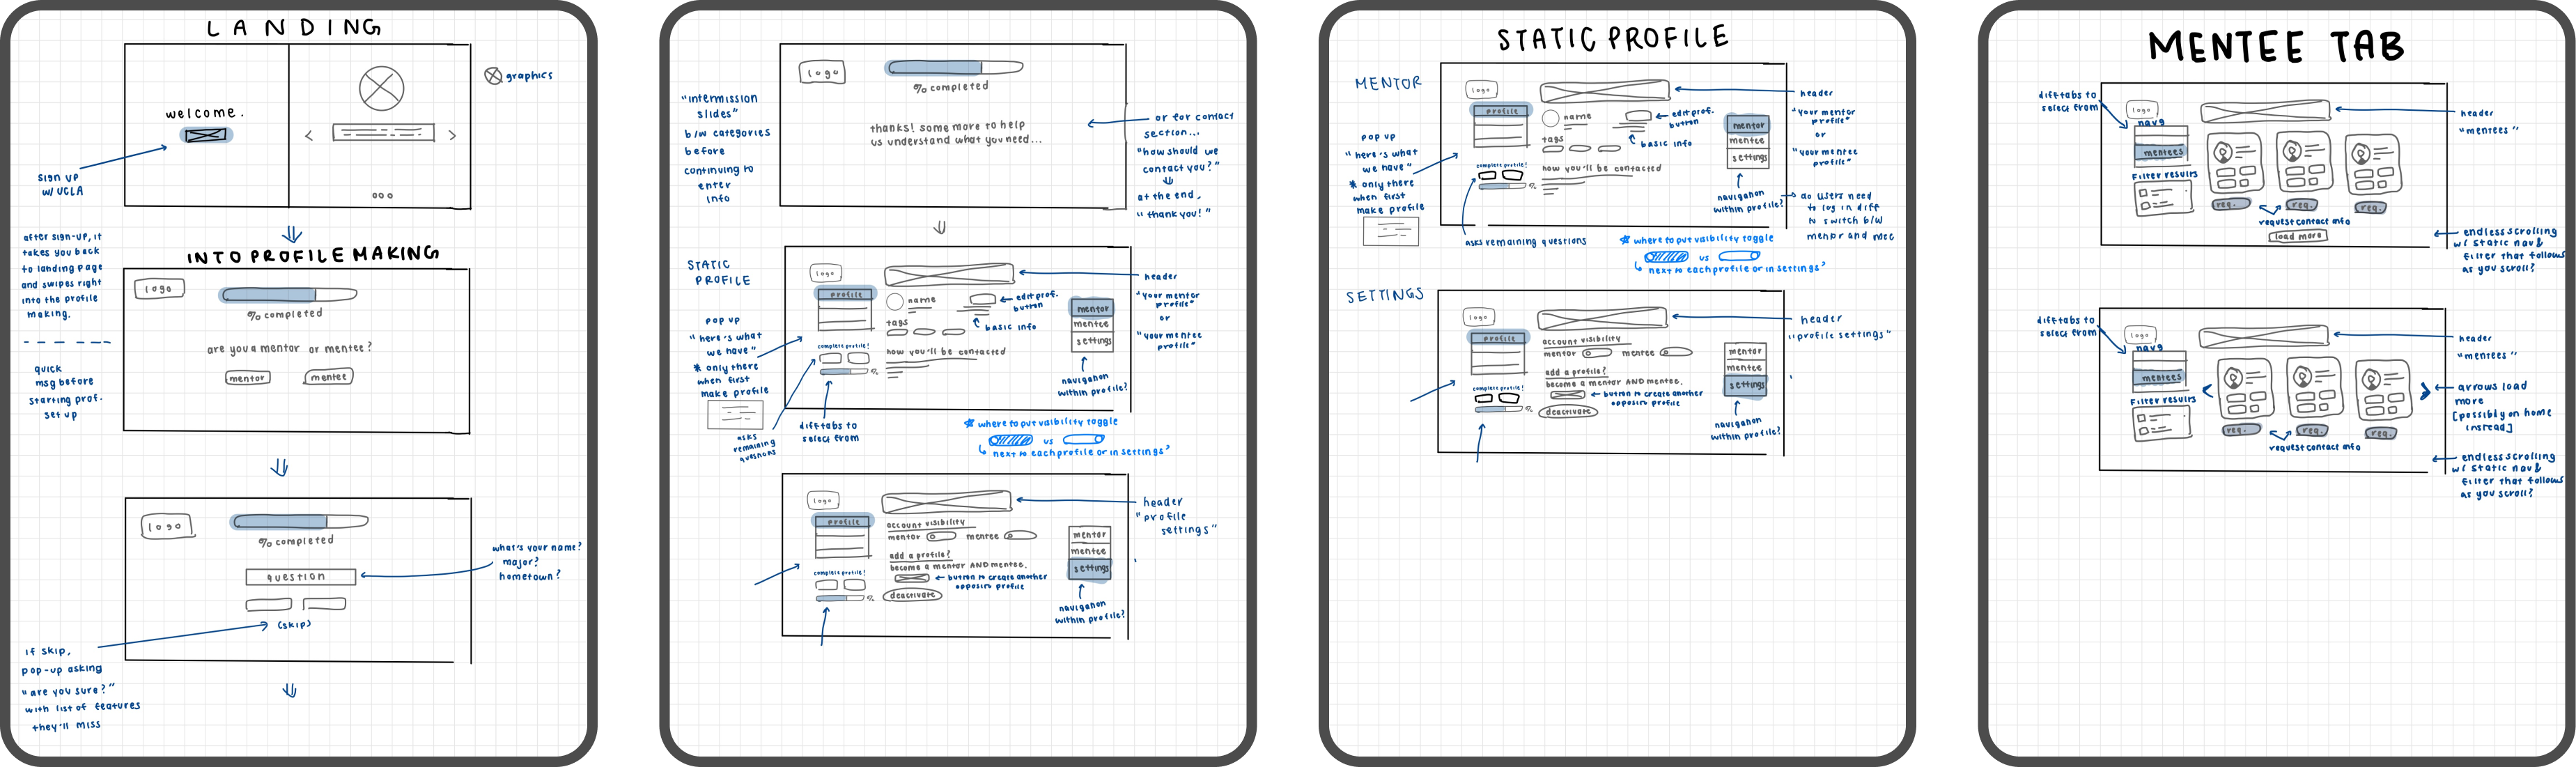 LANDING
graphics
welcome.
sign up
w/ UCLA
after sign-up, it
takes you back
to landing page
and swipes right
into the profile
making.
quick
msg before
starting prof.
set up
INTO PROFILE MAKING
logo
% completed
are you a mentor or mentee?
mentor
mentee
logo
% completed
question
(skip)
what's your name?
major?
hometown?
if skip,
pop-up asking
"are you sure?"
with list of features
they'll miss
logo
% completed
"intermission
slides"
b/w categories
before
continuing to
enter
info
thanks! some more to help
us understand what you need...
or for contact
section...
"how should we
contact you?"
at the end,
"thank you!"
STATIC
PROFILE
logo
profile
name
tags
edit prof.
button
basic info
how you'll be contacted
complete profile!
%
mentor
mentee
settings
header
"your mentor
profile"
or
"your mentee
profile"
pop up
"here's what
we have"
* only there
when first
make profile
asks
remaining
questions
diff tabs to
select from
navigation
within profile?
where to put visibility toggle
vs
next to each profile or in settings?
logo
profile
complete profile!
%
account visibility
mentor
mentee
add a profile?
become a mentor AND mentee.
button to create another
opposite profile
deactivate
mentor
mentee
settings
navigation
within profile?
header
"profile
settings"
STATIC PROFILE
MENTOR
logo
profile
name
tags
edit prof.
button
basic info
how you'll be contacted
complete profile!
%
mentor
mentee
settings
header
"your mentor
profile"
or
"your mentee
profile"
pop up
"here's what
we have"
* only there
when first
make profile
asks remaining questions
navigation
within profile?
do users need
to log in diff
to switch b/w
mentor and
where to put visibility toggle
vs
next to each profile or in settings?
SETTINGS
logo
profile
complete profile!
%
account visibility
mentor
mentee
add a profile?
become a mentor AND mentee.
button to create another
opposite profile
deactivate
mentor
mentee
settings
navigation
within profile?
header
"profile settings"
MENTEE TAB
diff tabs to
select from
logo
nav
mentees
Filter results
req.
req.
req.
request contact info
load more
header
"mentees"
endless scrolling
w/ static nav &
filter that follows
as you scroll?
diff tabs to
select from
logo
nav
mentees
Filter results
req.
req.
req.
request contact info
header
"mentees"
arrows load
more
[possibly on home
instead]
endless scrolling
w/ static nav &
filter that follows
as you scroll?